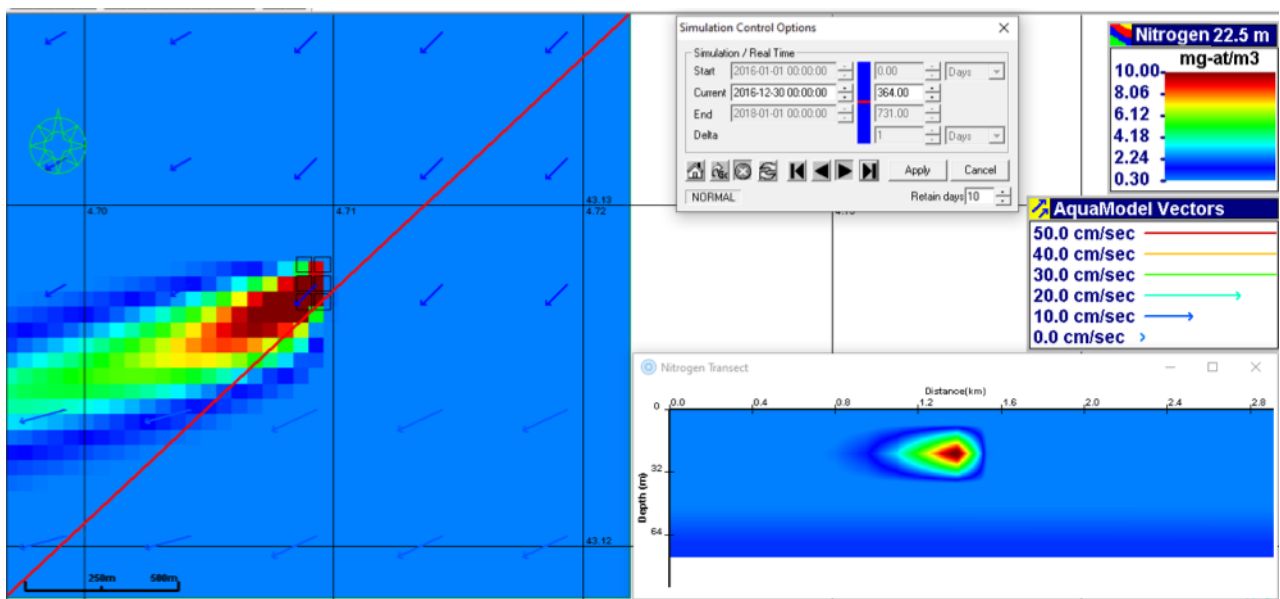 Simulation Control Options
Simulation / Real Time
Start 2016-01-01 00:00:00 0.00 Days
Current 2016-12-30 00:00:00 364.00
End 2018-01-01 00:00:00 731.00
Delta 1 Days
Apply Cancel
NORMAL Retain days 10
Nitrogen 22.5 m
mg-at/m3
10.00
8.06
6.12
4.18
2.24
0.30
AquaModel Vectors
50.0 cm/sec
40.0 cm/sec
30.0 cm/sec
20.0 cm/sec
10.0 cm/sec
0.0 cm/sec
43.13
4.70 4.71 4.72
43.12
250m 500m
Nitrogen Transect
Distance(km)
0.0 0.4 0.8 1.2 1.6 2.0 2.4 2.8
Depth (m)
0
32
64